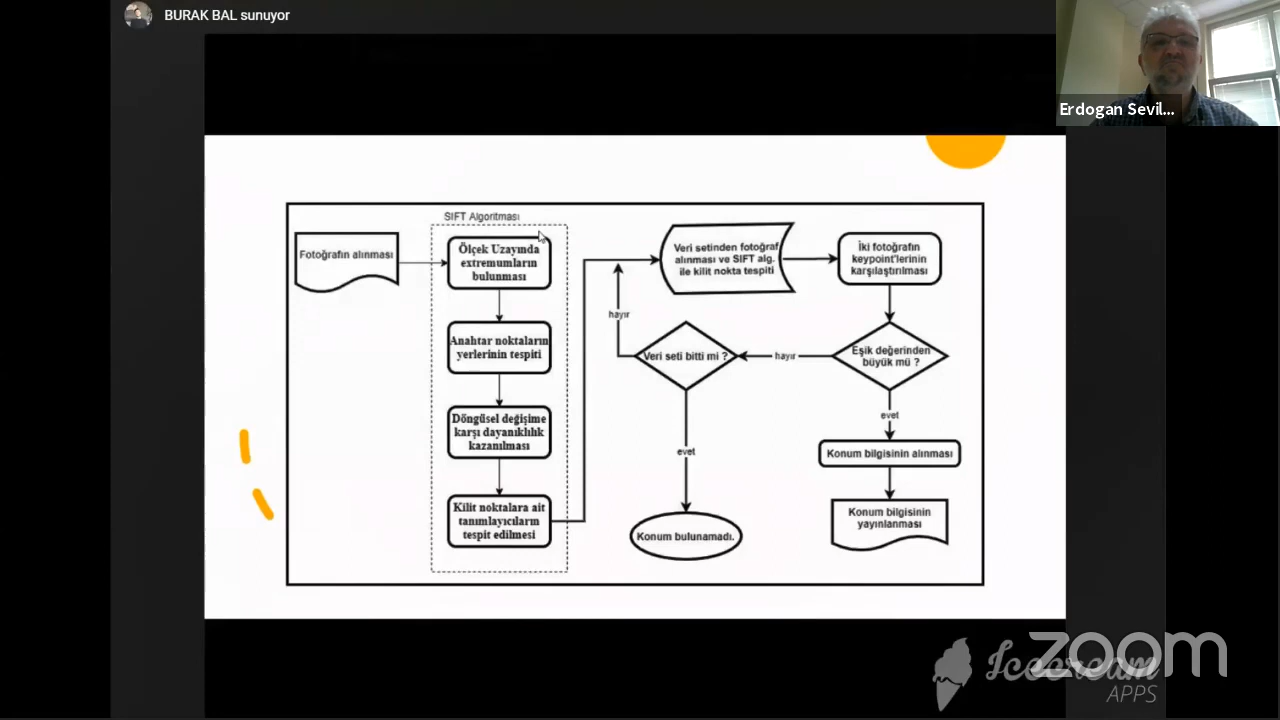 BURAK BAL sunuyor
Erdogan Sevil...
SIFT Algoritması
Fotoğrafın alınması
Ölçek Uzayında
extremumların
bulunması
Anahtar noktaların
yerlerinin tespiti
Döngüsel değişime
karşı dayanıklılık
kazanılması
Kilit noktalara ait
tanımlayıcıların
tespit edilmesi
Veri setinden fotoğraf
alınması ve SIFT alg.
ile kilit nokta tespiti
İki fotoğrafın
keypoint'lerinin
karşılaştırılması
Eşik değerinden
büyük mü ?
hayır
Veri seti bitti mi ?
hayır
evet
Konum bulunamadı.
evet
Konum bilgisinin alınması
Konum bilgisinin
yayınlanması
zoom
Icecream
APPS